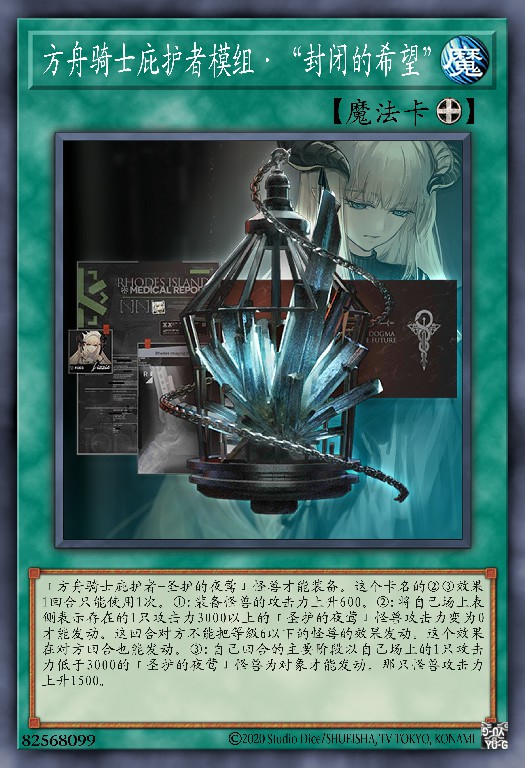 方舟骑士庇护者模组·“封闭的希望”
魔
【魔法卡】
RHODES ISLAND
MEDICAL REPO
DOGMA
E FUTURE
「方舟骑士庇护者-圣护的夜莺」怪兽才能装备。这个卡名的②③效果
1回合只能使用1次。①:装备怪兽的攻击力上升600。②:将自己场上表
侧表示存在的1只攻击力3000以上的「圣护的夜莺」怪兽攻击力变为0
才能发动。这回合对方不能把等级6以下的怪兽的效果发动。这个效果
在对方回合也能发动。③:自己回合的主要阶段以自己场上的1只攻击
力低于3000的「圣护的夜莺」怪兽为对象才能发动.那只怪兽攻击力
上升1500。
82568099
©2020 Studio Dice/SHUEISHA, TV TOKYO, KONAMI